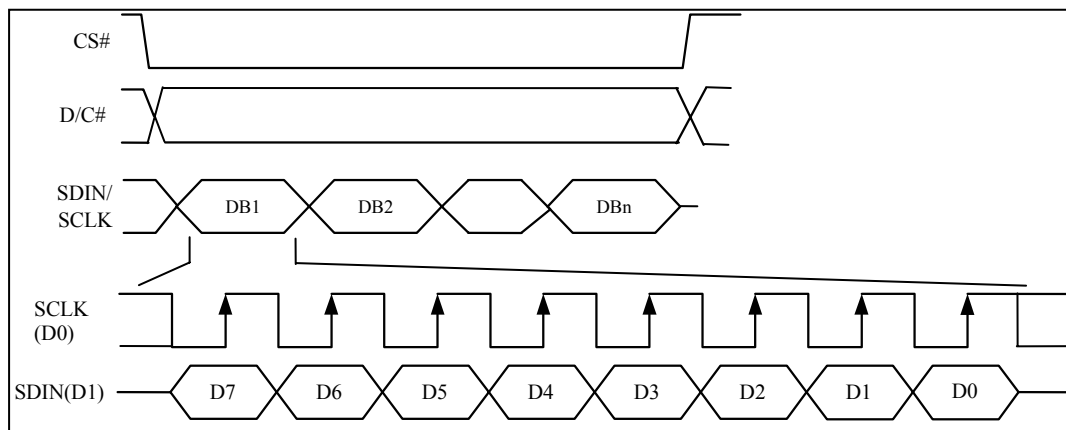 CS#
D/C#
SDIN/
SCLK
DB1 DB2 DBn
SCLK
(D0)
SDIN(D1) D7 D6 D5 D4 D3 D2 D1 D0